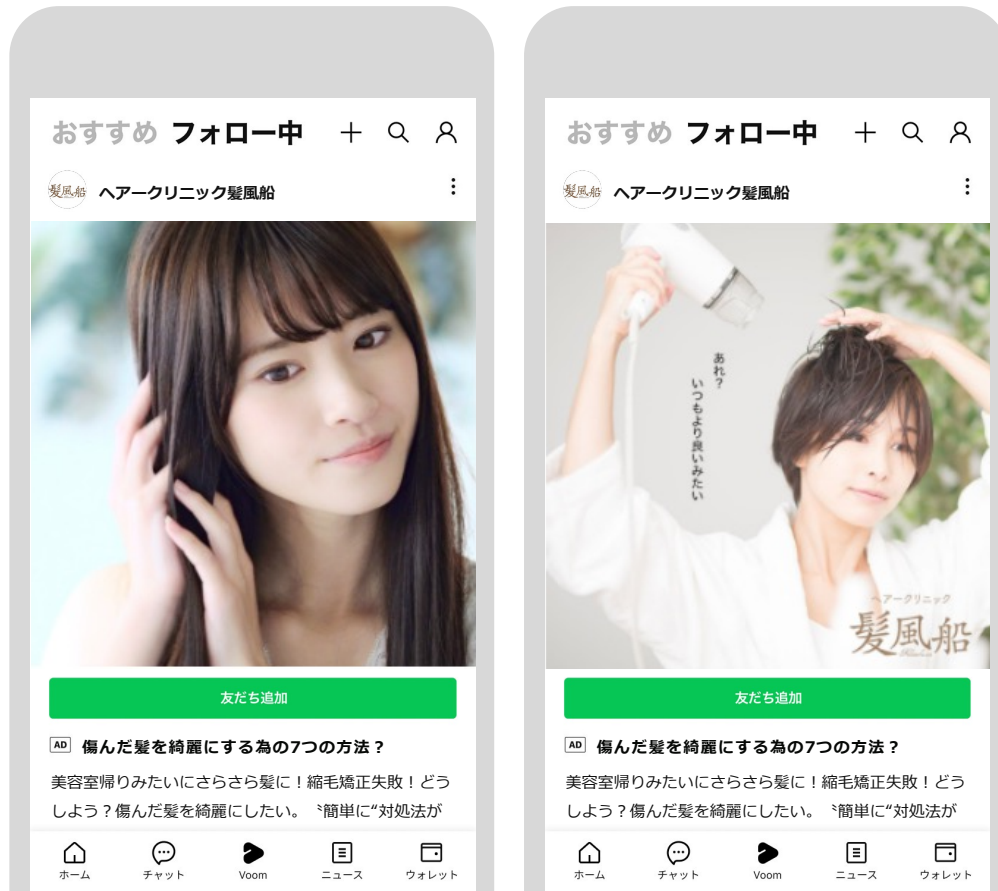 おすすめ フォロー中
髪風船 ヘアークリニック髪風船
友だち追加
AD 傷んだ髪を綺麗にする為の7つの方法？
美容室帰りみたいにさらさら髪に！縮毛矯正失敗！どう
しよう？傷んだ髪を綺麗にしたい。〝簡単に“対処法が
ホーム チャット Voom ニュース ウォレット
おすすめ フォロー中
髪風船 ヘアークリニック髪風船
あれ？
いつもより良いみたい
ヘアークリニック
髪風船
友だち追加
AD 傷んだ髪を綺麗にする為の7つの方法？
美容室帰りみたいにさらさら髪に！縮毛矯正失敗！どう
しよう？傷んだ髪を綺麗にしたい。〝簡単に“対処法が
ホーム チャット Voom ニュース ウォレット